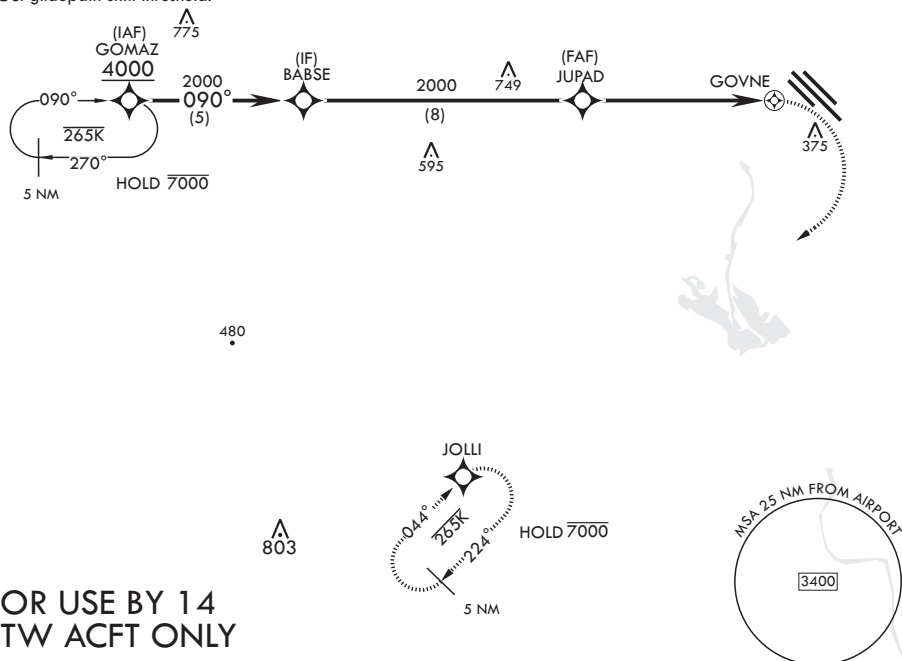 775
(IAF)
GOMAZ
4000
2000
090°
(5)
(IF)
BABSE
2000
(8)
749
(FAF)
JUPAD
GOVNE
375
090°
265K
270°
5 NM
HOLD 7000
595
480
JOLLI
044°
265K
224°
HOLD 7000
5 NM
803
MSA 25 NM FROM AIRPORT
3400
OR USE BY 14
TW ACFT ONLY